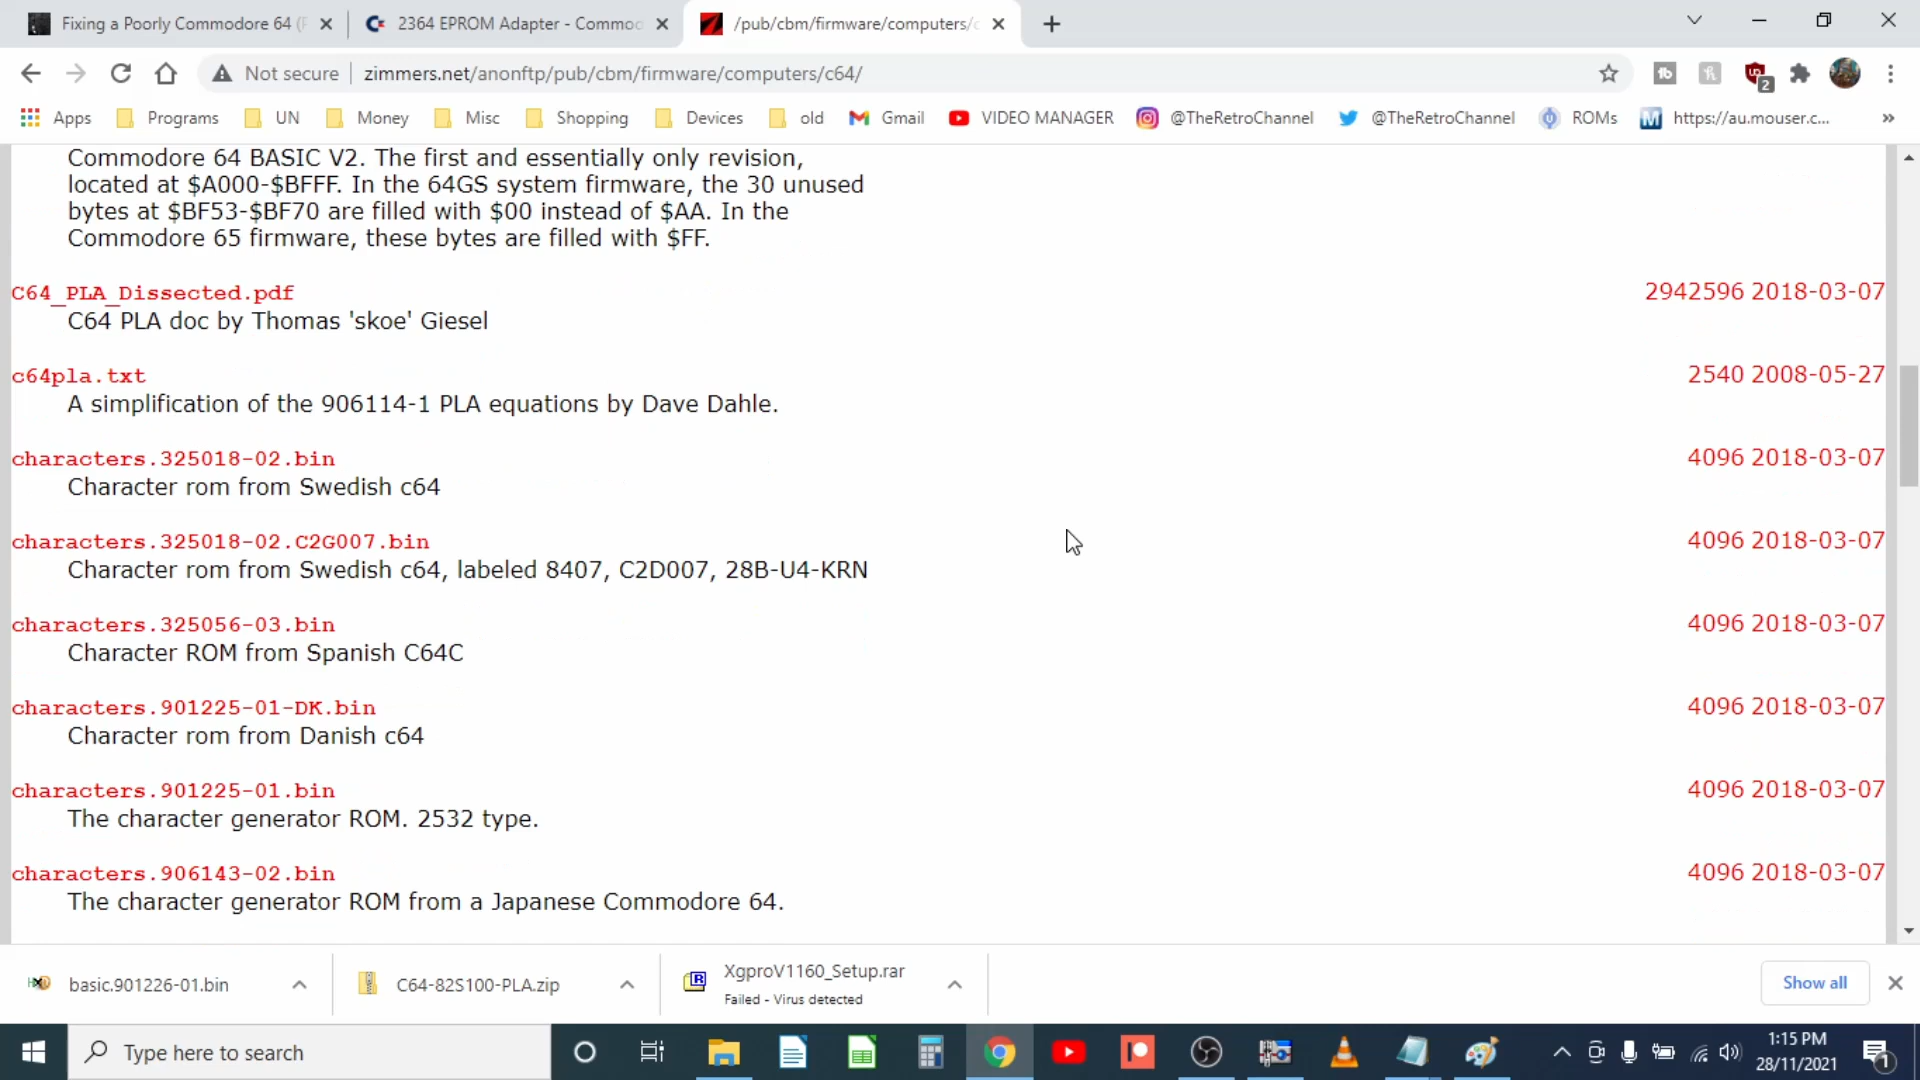 Fixing a Poorly Commodore 64 (F
2364 EPROM Adapter - Commod
/pub/cbm/firmware/computers/c
Not secure
zimmers.net/anonftp/pub/cbm/firmware/computers/c64/
2
Apps
Programs
UN
Money
Misc
Shopping
Devices
old
Gmail
VIDEO MANAGER
@TheRetroChannel
@TheRetroChannel
ROMs
https://au.mouser.c...
»
Commodore 64 BASIC V2. The first and essentially only revision,
located at $A000-$BFFF. In the 64GS system firmware, the 30 unused
bytes at $BF53-$BF70 are filled with $00 instead of $AA. In the
Commodore 65 firmware, these bytes are filled with $FF.
C64_PLA_Dissected.pdf 2942596 2018-03-07
C64 PLA doc by Thomas 'skoe' Giesel
c64pla.txt 2540 2008-05-27
A simplification of the 906114-1 PLA equations by Dave Dahle.
characters.325018-02.bin 4096 2018-03-07
Character rom from Swedish c64
characters.325018-02.C2G007.bin 4096 2018-03-07
Character rom from Swedish c64, labeled 8407, C2D007, 28B-U4-KRN
characters.325056-03.bin 4096 2018-03-07
Character ROM from Spanish C64C
characters.901225-01-DK.bin 4096 2018-03-07
Character rom from Danish c64
characters.901225-01.bin 4096 2018-03-07
The character generator ROM. 2532 type.
characters.906143-02.bin 4096 2018-03-07
The character generator ROM from a Japanese Commodore 64.
basic.901226-01.bin
C64-82S100-PLA.zip
XgproV1160_Setup.rar
Failed - Virus detected
Show all
Type here to search
1:15 PM
28/11/2021
1